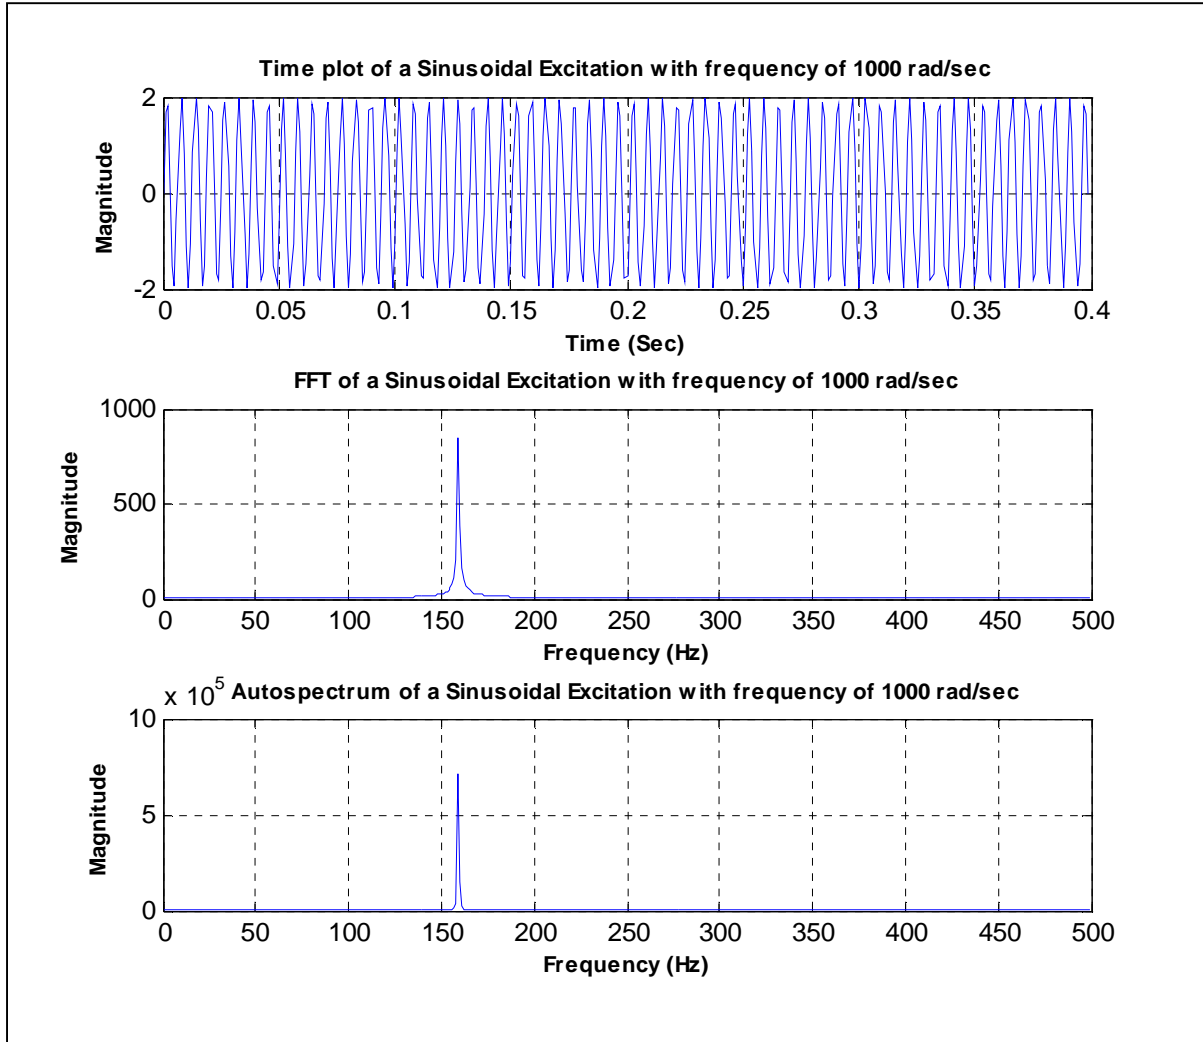 Time plot of a Sinusoidal Excitation with frequency of 1000 rad/sec
2
0
-2
Magnitude
0 0.05 0.1 0.15 0.2 0.25 0.3 0.35 0.4
Time (Sec)
FFT of a Sinusoidal Excitation with frequency of 1000 rad/sec
1000
500
0
Magnitude
0 50 100 150 200 250 300 350 400 450 500
Frequency (Hz)
x 10^5 Autospectrum of a Sinusoidal Excitation with frequency of 1000 rad/sec
10
5
0
Magnitude
0 50 100 150 200 250 300 350 400 450 500
Frequency (Hz)